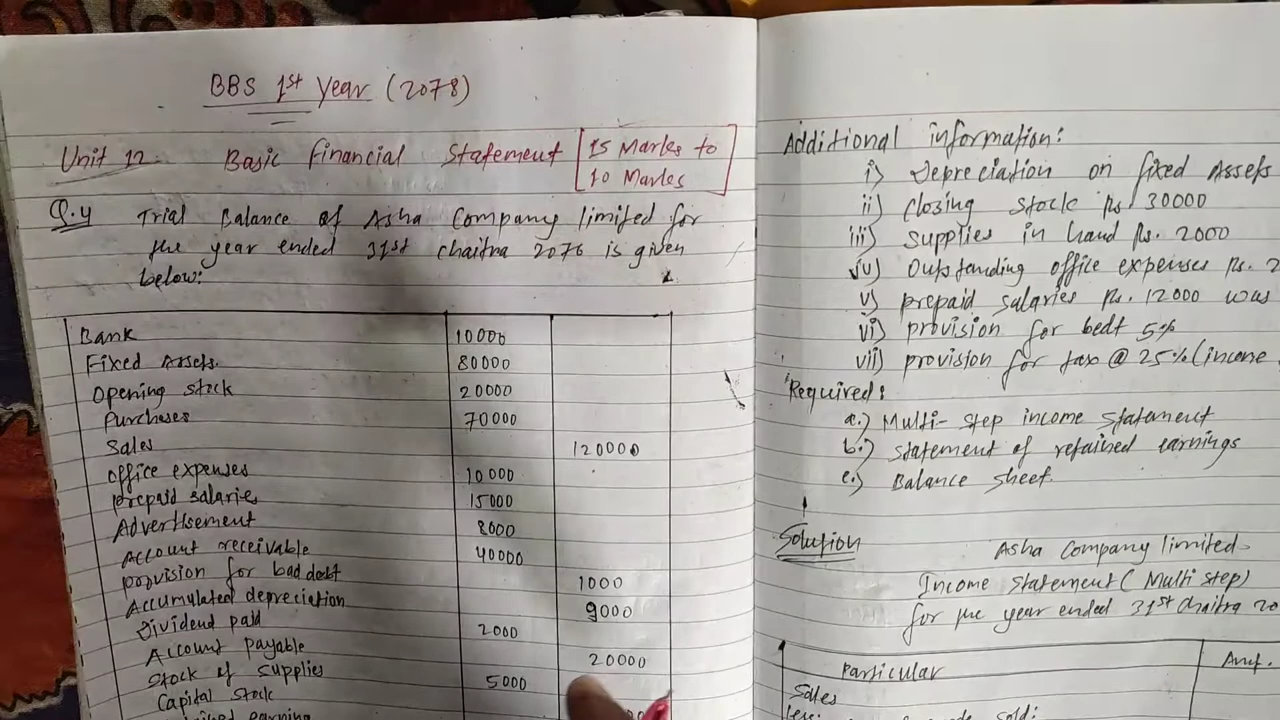 BBS 1st Year (2078)
Unit 12. Basic Financial Statement [15 Marks to 10 Marks]
Q.4 Trial Balance of Asha Company limited for
the year ended 31st chaitra 2076 is given
below:
Bank 10000
Fixed Assets. 80000
Opening stock 20000
Purchases 70000
Sales 120000
Office expenses 10000
prepaid salaries 15000
Advertisement 8000
Account receivable 40000
provision for bad debt 1000
Accumulated depreciation 9000
Dividend paid 2000
Account payable 20000
Stock of supplies 5000
Capital stock
earning
Additional information:
i) Depreciation on fixed Assets
ii) Closing stock Rs 30000
iii) supplies in hand Rs. 2000
iv) Outstanding office expenses Rs. 2
v) prepaid salaries Rs. 12000 was
vi) provision for bedt 5%
vii) provision for tax @ 25% (income
Required:
a.) Multi-step income statement
b.) statement of retained earnings
c.) Balance sheet.
Solution
Asha Company limited
Income statement (Multi step)
for the year ended 31st chaitra 20
Particular Amt.
Sales
Less: sold: